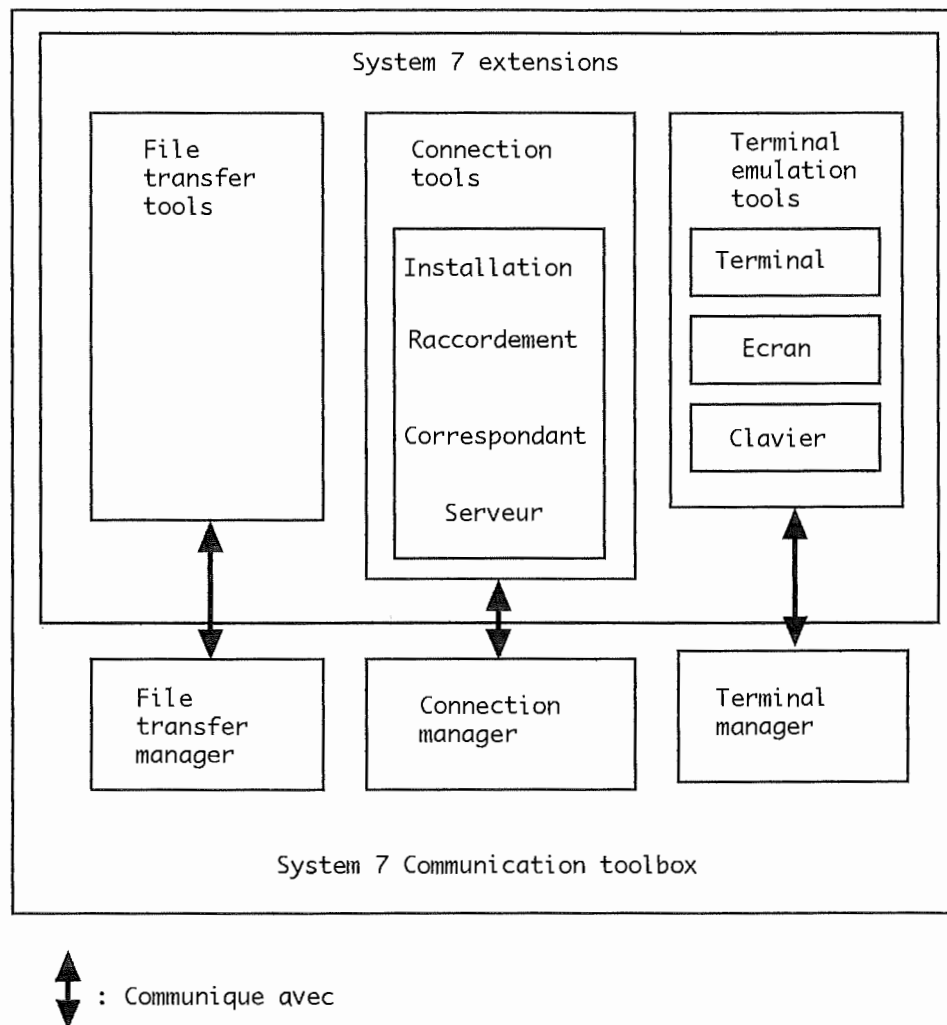 System 7 extensions
File
transfer
tools
Connection
tools
Installation
Raccordement
Correspondant
Serveur
Terminal
emulation
tools
Terminal
Ecran
Clavier
File
transfer
manager
Connection
manager
Terminal
manager
System 7 Communication toolbox
: Communique avec